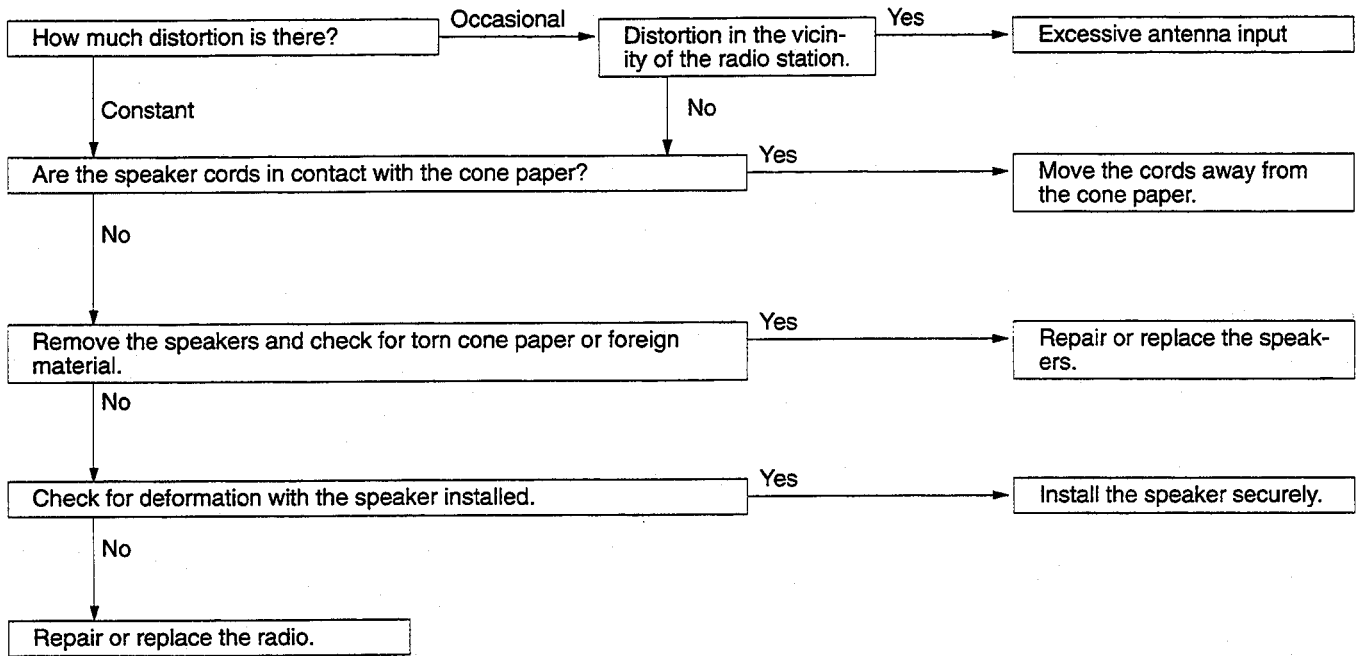 How much distortion is there?
Occasional
Distortion in the vicin-
ity of the radio station.
Yes
Excessive antenna input
Constant
No
Are the speaker cords in contact with the cone paper?
Yes
Move the cords away from
the cone paper.
No
Remove the speakers and check for torn cone paper or foreign
material.
Yes
Repair or replace the speak-
ers.
No
Check for deformation with the speaker installed.
Yes
Install the speaker securely.
No
Repair or replace the radio.